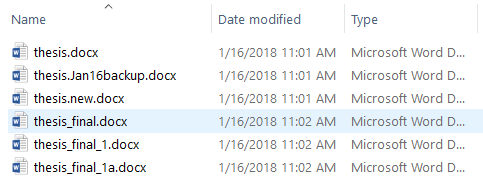 Name Date modified Type
thesis.docx 1/16/2018 11:01 AM Microsoft Word D...
thesis.Jan16backup.docx 1/16/2018 11:01 AM Microsoft Word D...
thesis.new.docx 1/16/2018 11:01 AM Microsoft Word D...
thesis_final.docx 1/16/2018 11:02 AM Microsoft Word D...
thesis_final_1.docx 1/16/2018 11:02 AM Microsoft Word D...
thesis_final_1a.docx 1/16/2018 11:02 AM Microsoft Word D...